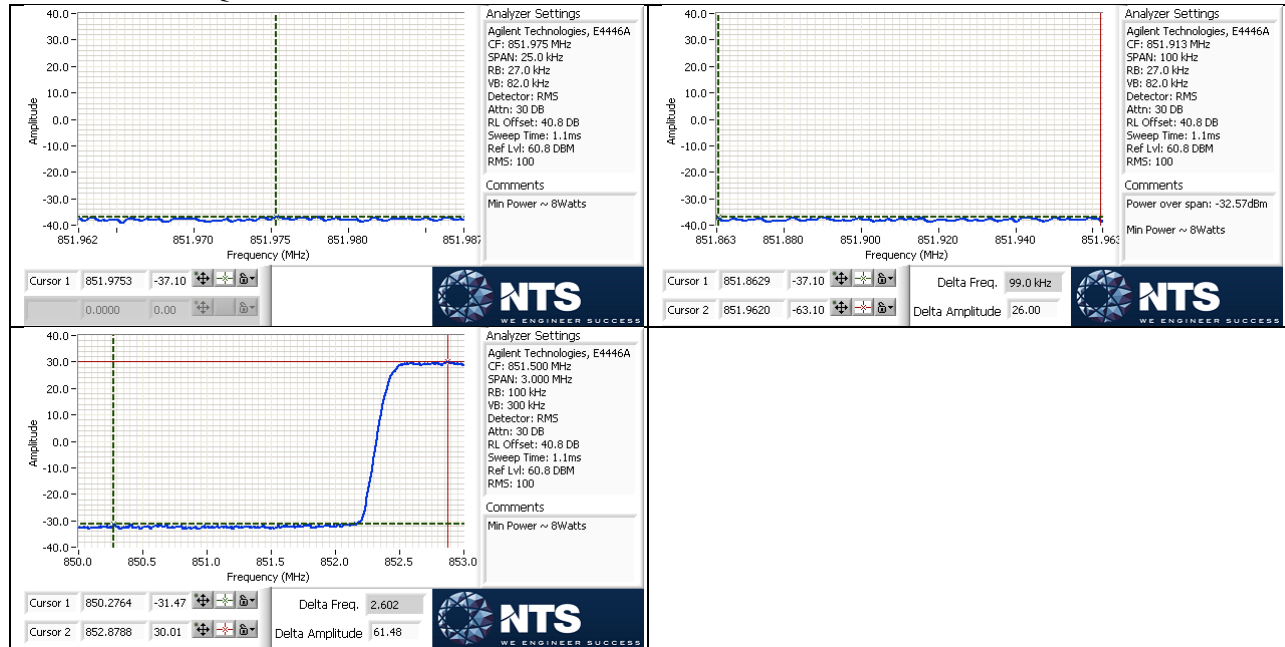 Analyzer Settings
Agilent Technologies, E4446A
CF: 851.975 MHz
SPAN: 25.0 kHz
RB: 27.0 kHz
VB: 82.0 kHz
Detector: RMS
Attn: 30 DB
RL Offset: 40.8 DB
Sweep Time: 1.1ms
Ref Lvl: 60.8 DBM
RMS: 100
Comments
Min Power ~ 8Watts
Amplitude
40.0
30.0
20.0
10.0
0.0
-10.0
-20.0
-30.0
-40.0
851.962 851.970 851.975 851.980 851.987
Frequency (MHz)
Cursor 1 851.9753 -37.10
0.0000 0.00
NTS
WE ENGINEER SUCCESS
Analyzer Settings
Agilent Technologies, E4446A
CF: 851.913 MHz
SPAN: 100 kHz
RB: 27.0 kHz
VB: 82.0 kHz
Detector: RMS
Attn: 30 DB
RL Offset: 40.8 DB
Sweep Time: 1.1ms
Ref Lvl: 60.8 DBM
RMS: 100
Comments
Power over span: -32.57dBm
Min Power ~ 8Watts
Amplitude
40.0
30.0
20.0
10.0
0.0
-10.0
-20.0
-30.0
-40.0
851.863 851.880 851.900 851.920 851.940 851.963
Frequency (MHz)
Cursor 1 851.8629 -37.10
Cursor 2 851.9620 -63.10
Delta Freq. 99.0 kHz
Delta Amplitude 26.00
NTS
WE ENGINEER SUCCESS
Analyzer Settings
Agilent Technologies, E4446A
CF: 851.500 MHz
SPAN: 3.000 MHz
RB: 100 kHz
VB: 300 kHz
Detector: RMS
Attn: 30 DB
RL Offset: 40.8 DB
Sweep Time: 1.1ms
Ref Lvl: 60.8 DBM
RMS: 100
Comments
Min Power ~ 8Watts
Amplitude
40.0
30.0
20.0
10.0
0.0
-10.0
-20.0
-30.0
-40.0
850.0 850.5 851.0 851.5 852.0 852.5 853.0
Frequency (MHz)
Cursor 1 850.2764 -31.47
Cursor 2 852.8788 30.01
Delta Freq. 2.602
Delta Amplitude 61.48
NTS
WE ENGINEER SUCCESS